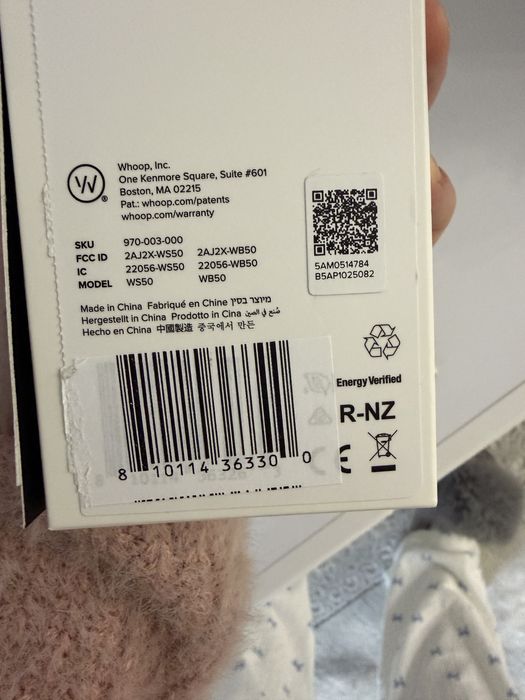 W
®
Whoop, Inc.
One Kenmore Square, Suite #601
Boston, MA 02215
Pat.: whoop.com/patents
whoop.com/warranty
SKU 970-003-000
FCC ID 2AJ2X-WS50 2AJ2X-WB50
IC 22056-WS50 22056-WB50
MODEL WS50 WB50
5AM0514784
B5AP1025082
Made in China Fabriqué en Chine מיוצר בסין
Hergestellt in China Prodotto in Cina صُنع في الصين
Hecho en China 中國製造 중국에서 만든
Energy Verified
R-NZ
CE
8 10114 36330 0